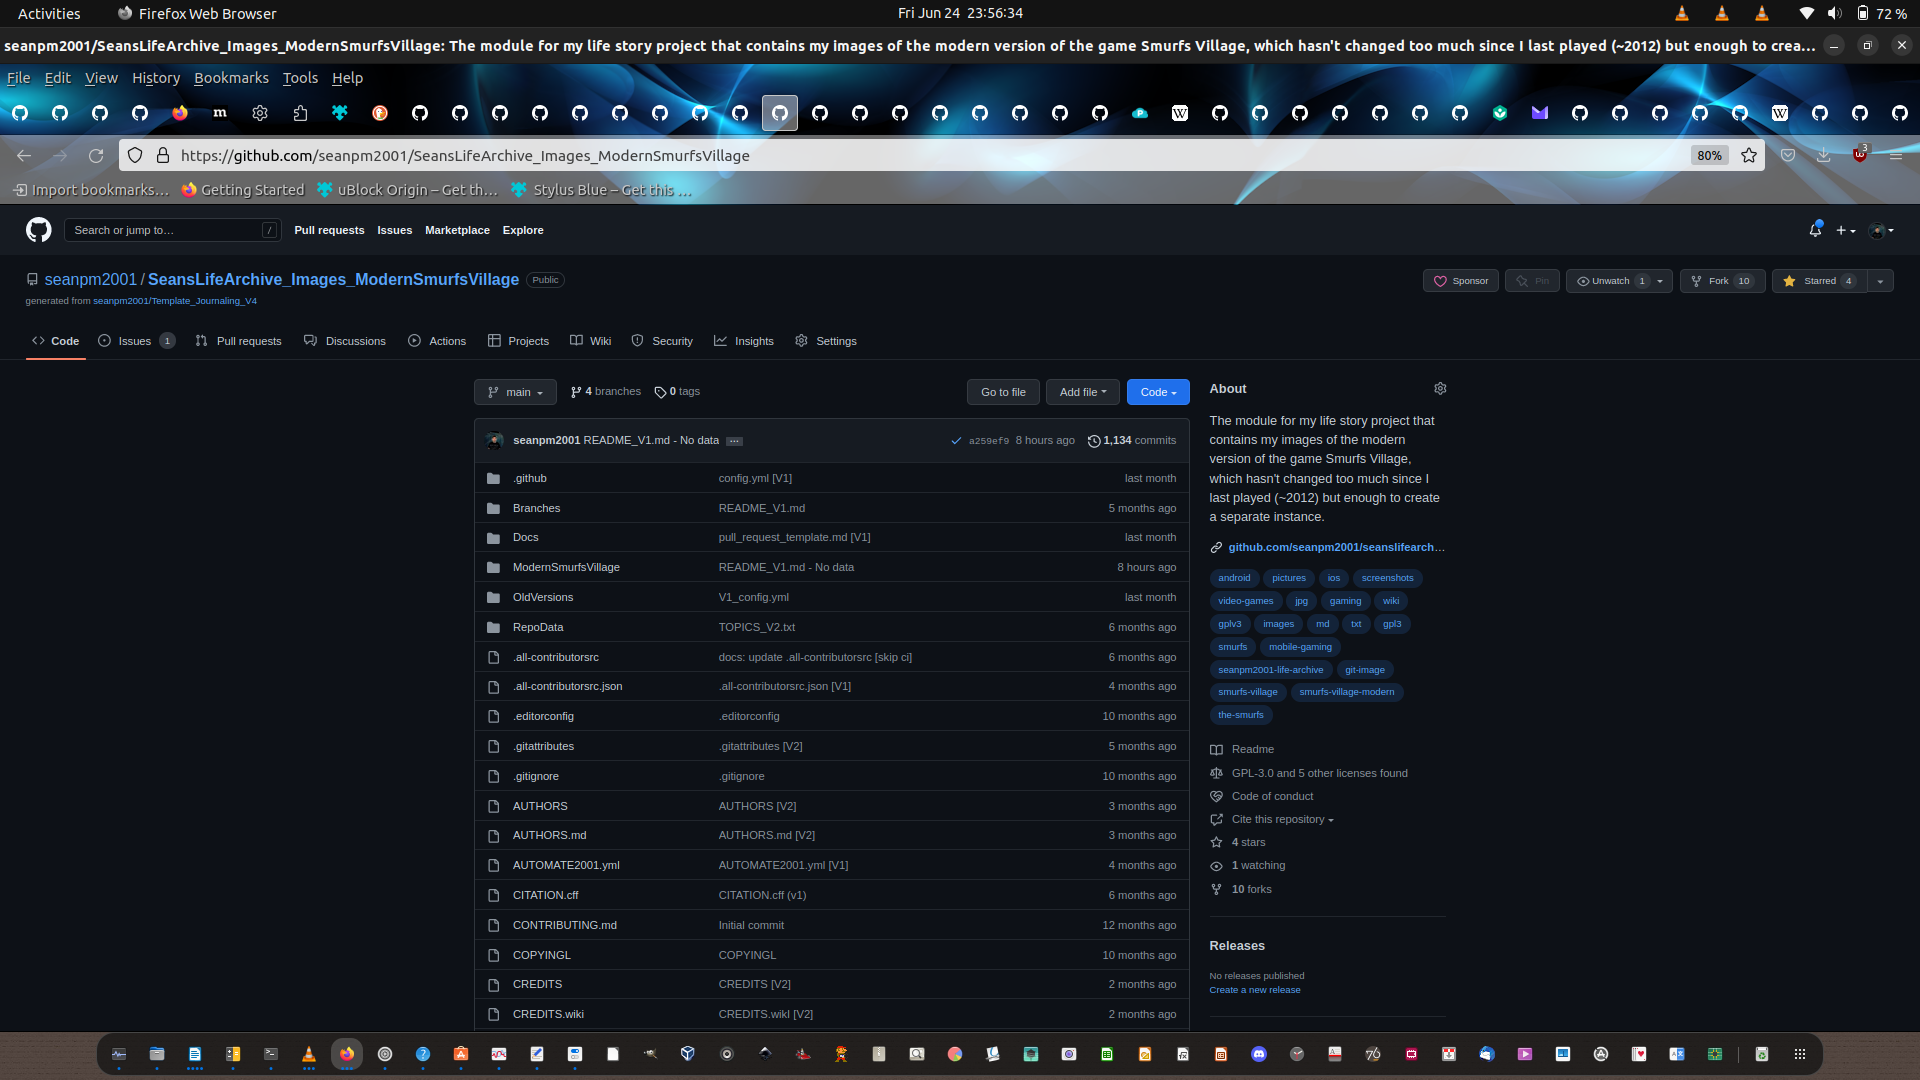 Activities Firefox Web Browser Fri Jun 24 23:56:34 72 %
seanpm2001/SeansLifeArchive_Images_ModernSmurfsVillage: The module for my life story project that contains my images of the modern version of the game Smurfs Village, which hasn't changed too much since I last played (~2012) but enough to crea…
File Edit View History Bookmarks Tools Help
https://github.com/seanpm2001/SeansLifeArchive_Images_ModernSmurfsVillage 80% 3
Import bookmarks… Getting Started uBlock Origin – Get th… Stylus Blue – Get this …
Search or jump to… / Pull requests Issues Marketplace Explore
seanpm2001 / SeansLifeArchive_Images_ModernSmurfsVillage Public Sponsor Pin Unwatch 1 Fork 10 Starred 4
generated from seanpm2001/Template_Journaling_V4
Code Issues 1 Pull requests Discussions Actions Projects Wiki Security Insights Settings
main 4 branches 0 tags Go to file Add file Code
seanpm2001 README_V1.md - No data … a259ef9 8 hours ago 1,134 commits
.github config.yml [V1] last month
Branches README_V1.md 5 months ago
Docs pull_request_template.md [V1] last month
ModernSmurfsVillage README_V1.md - No data 8 hours ago
OldVersions V1_config.yml last month
RepoData TOPICS_V2.txt 6 months ago
.all-contributorsrc docs: update .all-contributorsrc [skip ci] 6 months ago
.all-contributorsrc.json .all-contributorsrc.json [V1] 4 months ago
.editorconfig .editorconfig 10 months ago
.gitattributes .gitattributes [V2] 5 months ago
.gitignore .gitignore 10 months ago
AUTHORS AUTHORS [V2] 3 months ago
AUTHORS.md AUTHORS.md [V2] 3 months ago
AUTOMATE2001.yml AUTOMATE2001.yml [V1] 4 months ago
CITATION.cff CITATION.cff (v1) 6 months ago
CONTRIBUTING.md Initial commit 12 months ago
COPYINGL COPYINGL 10 months ago
CREDITS CREDITS [V2] 2 months ago
CREDITS.wiki CREDITS.wikI [V2] 2 months ago
About
The module for my life story project that
contains my images of the modern
version of the game Smurfs Village,
which hasn't changed too much since I
last played (~2012) but enough to create
a separate instance.
github.com/seanpm2001/seanslifearch…
android pictures ios screenshots
video-games jpg gaming wiki
gplv3 images md txt gpl3
smurfs mobile-gaming
seanpm2001-life-archive git-image
smurfs-village smurfs-village-modern
the-smurfs
Readme
GPL-3.0 and 5 other licenses found
Code of conduct
Cite this repository
4 stars
1 watching
10 forks
Releases
No releases published
Create a new release